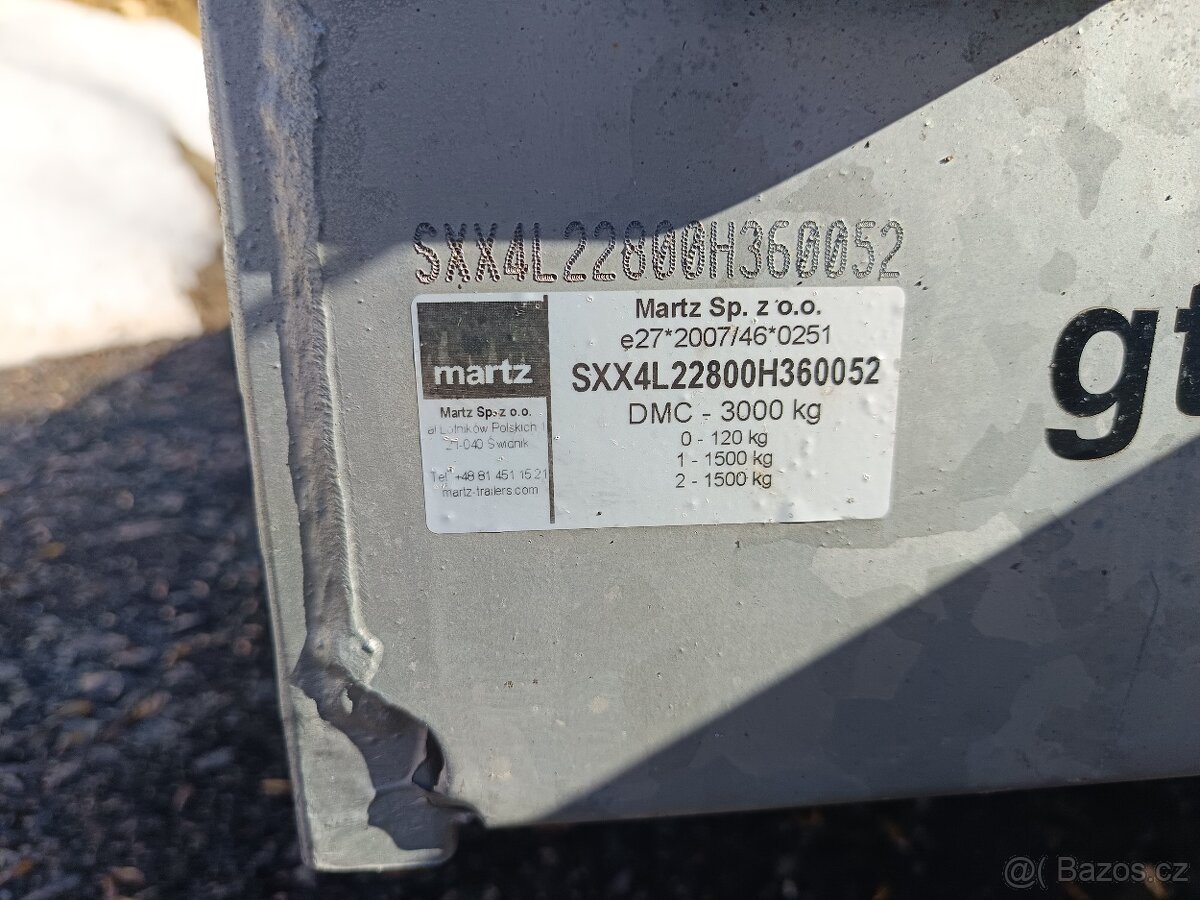 SXX4L22800H360052
martz
Martz Sp. z o.o.
al Lotników Polskich 1
21-040 Świdnik
Tel. +48 81 451 15 21
martz-trailers.com
Martz Sp. z o.o.
e27*2007/46*0251
SXX4L22800H360052
DMC - 3000 kg
0 - 120 kg
1 - 1500 kg
2 - 1500 kg
gt
@( Bazos.cz